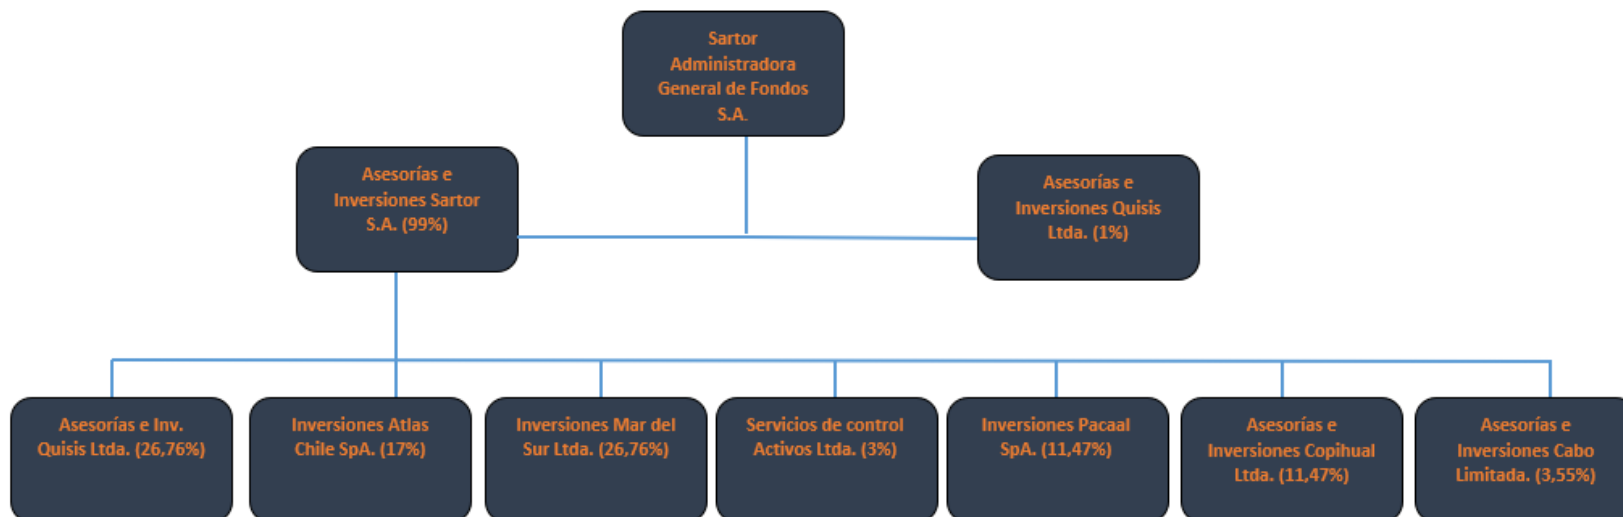 Sartor
Administradora
General de Fondos
S.A.
Asesorías e
Inversiones Sartor
S.A. (99%)
Asesorías e
Inversiones Quisis
Ltda. (1%)
Asesorías e Inv.
Quisis Ltda. (26,76%)
Inversiones Atlas
Chile SpA. (17%)
Inversiones Mar del
Sur Ltda. (26,76%)
Servicios de control
Activos Ltda. (3%)
Inversiones Pacaal
SpA. (11,47%)
Asesorías e
Inversiones Copihual
Ltda. (11,47%)
Asesorías e
Inversiones Cabo
Limitada. (3,55%)